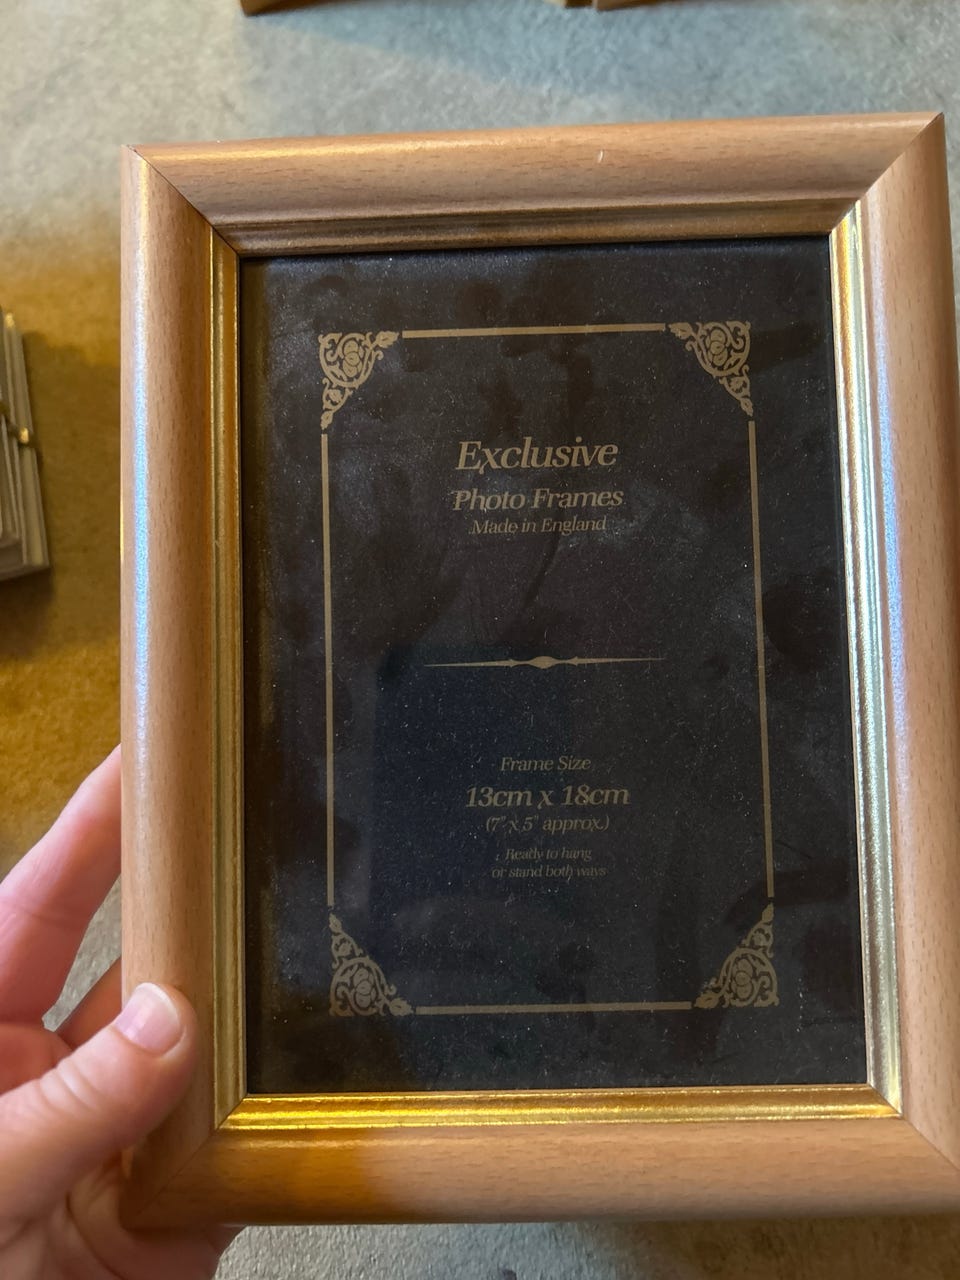 Exclusive
Photo Frames
Made in England
Frame Size
13cm x 18cm
(7" x 5" approx.)
Ready to hang
or stand both ways